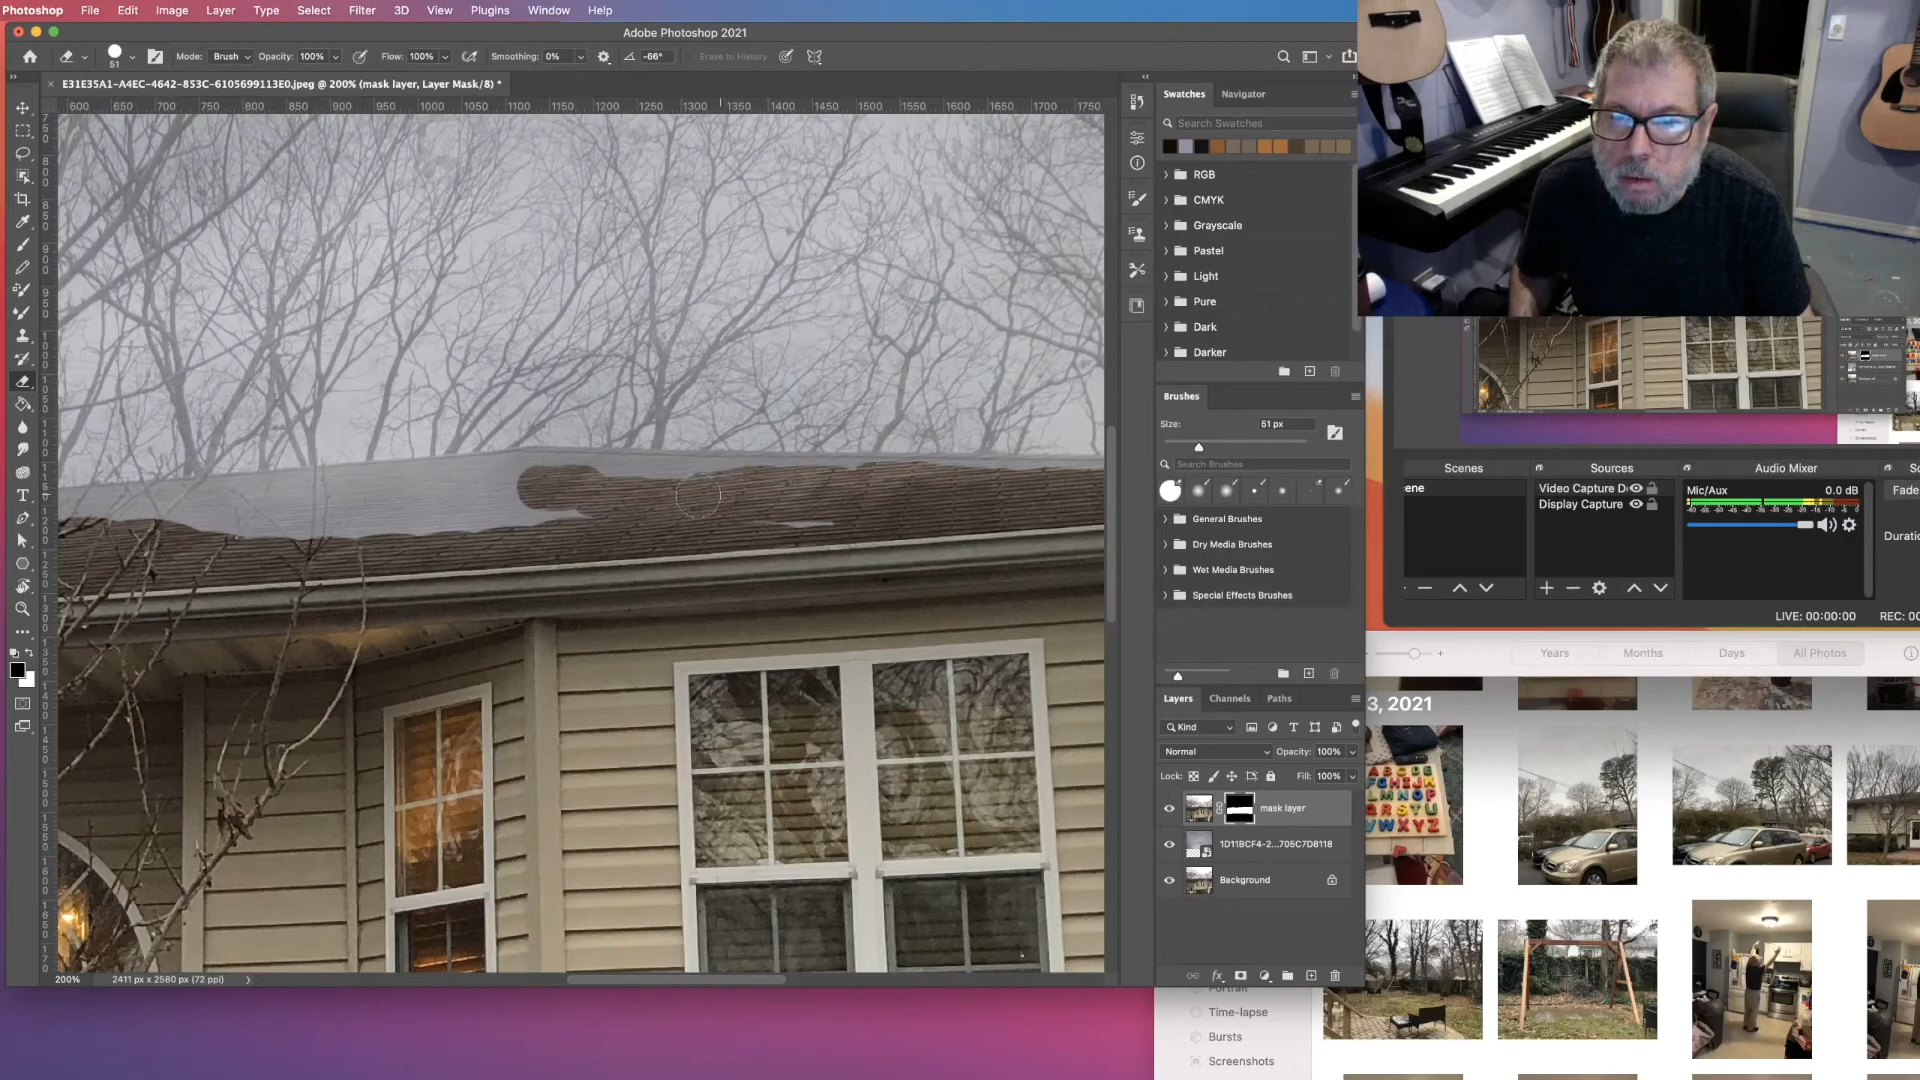 Photoshop File Edit Image Layer Type Select Filter 3D View Plugins Window Help
Adobe Photoshop 2021
51 Mode: Brush Opacity: 100% Flow: 100% Smoothing: 0% -66° Erase to History
E31E35A1-A4EC-4642-853C-6105699113E0.jpeg @ 200% (mask layer, Layer Mask/8) *
600 650 700 750 800 850 900 950 1000 1050 1100 1150 1200 1250 1300 1350 1400 1450 1500 1550 1600 1650 1700 1750
Swatches Navigator
Search Swatches
RGB
CMYK
Grayscale
Pastel
Light
Pure
Dark
Darker
Brushes
Size: 51 px
Search Brushes
General Brushes
Dry Media Brushes
Wet Media Brushes
Special Effects Brushes
Layers Channels Paths
Kind
Normal Opacity: 100%
Lock: Fill: 100%
mask layer
1D11BCF4-2...705C7D8118
Background
200% 2411 px x 2580 px (72 ppi)
Scenes Sources Audio Mixer
ene
Video Capture D
Display Capture
Mic/Aux 0.0 dB
Fade
Duratio
LIVE: 00:00:00 REC: 00
Years Months Days All Photos
3, 2021
Portrait
Time-lapse
Bursts
Screenshots